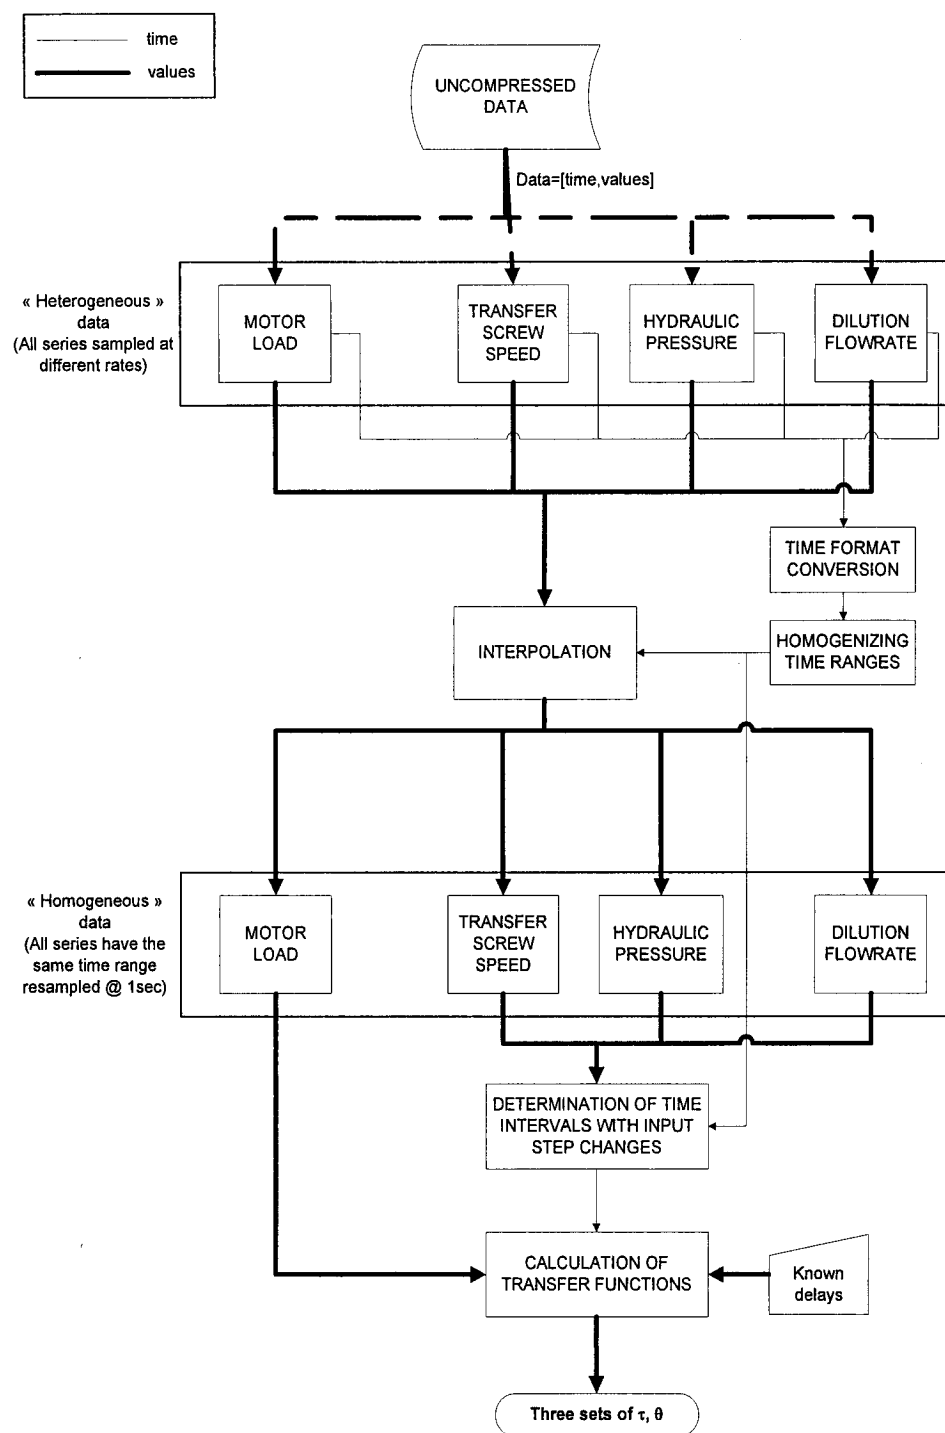 time
values
UNCOMPRESSED
DATA
Data=[time,values]
« Heterogeneous »
data
(All series sampled at
different rates)
MOTOR
LOAD
TRANSFER
SCREW
SPEED
HYDRAULIC
PRESSURE
DILUTION
FLOWRATE
TIME FORMAT
CONVERSION
INTERPOLATION
HOMOGENIZING
TIME RANGES
« Homogeneous »
data
(All series have the
same time range
resampled @ 1sec)
MOTOR
LOAD
TRANSFER
SCREW
SPEED
HYDRAULIC
PRESSURE
DILUTION
FLOWRATE
DETERMINATION OF TIME
INTERVALS WITH INPUT
STEP CHANGES
CALCULATION OF
TRANSFER FUNCTIONS
Known
delays
Three sets of τ, θ